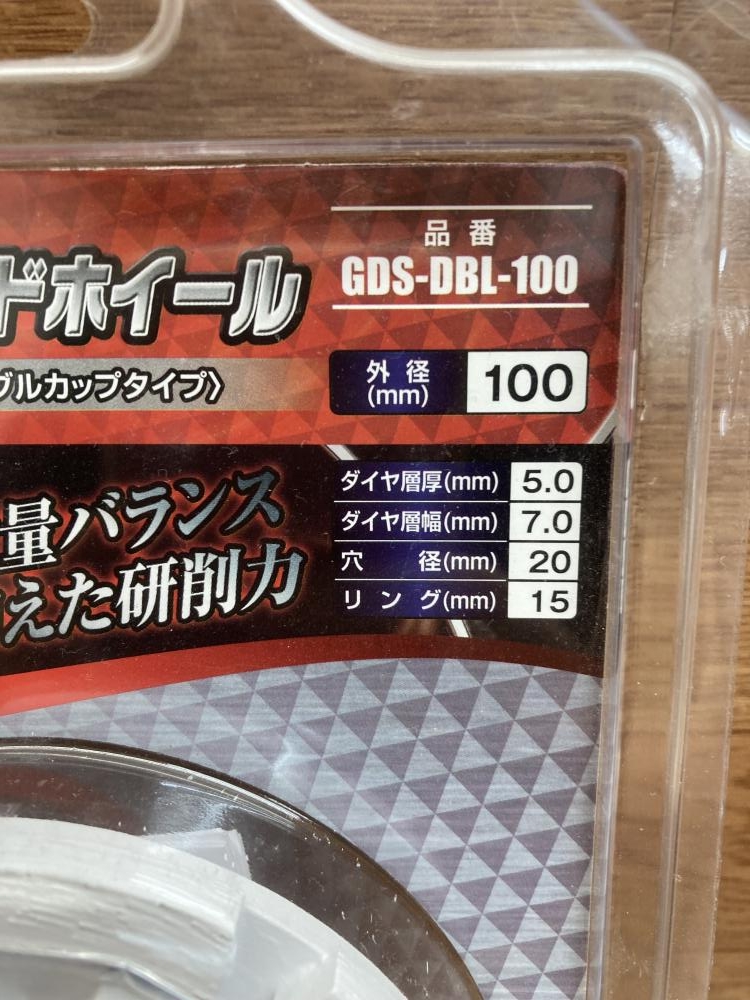 品番
GDS-DBL-100
ドホイール
外径
(mm)
100
ブルカップタイプ〉
ダイヤ層厚(mm) 5.0
ダイヤ層幅(mm) 7.0
穴径(mm) 20
リング(mm) 15
量バランス
えた研削力